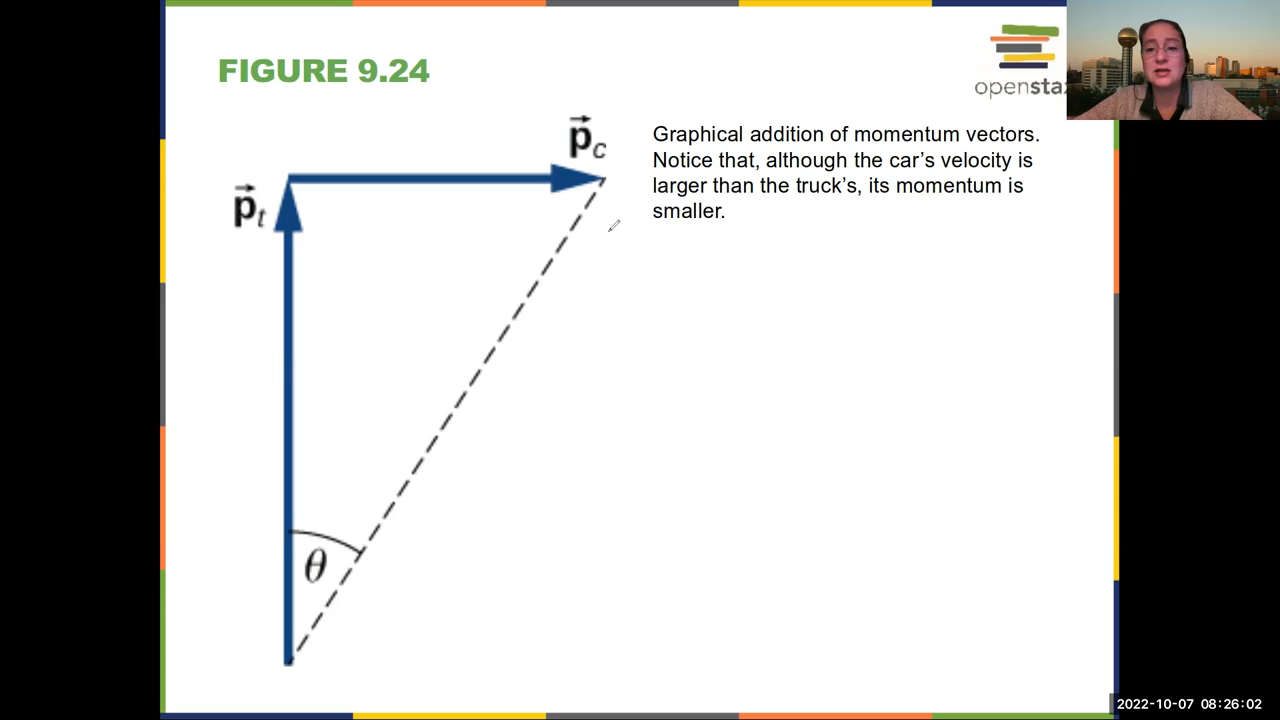 FIGURE 9.24
openstax
p⃗c
p⃗t
Graphical addition of momentum vectors.
Notice that, although the car’s velocity is
larger than the truck’s, its momentum is
smaller.
θ
2022-10-07 08:26:02